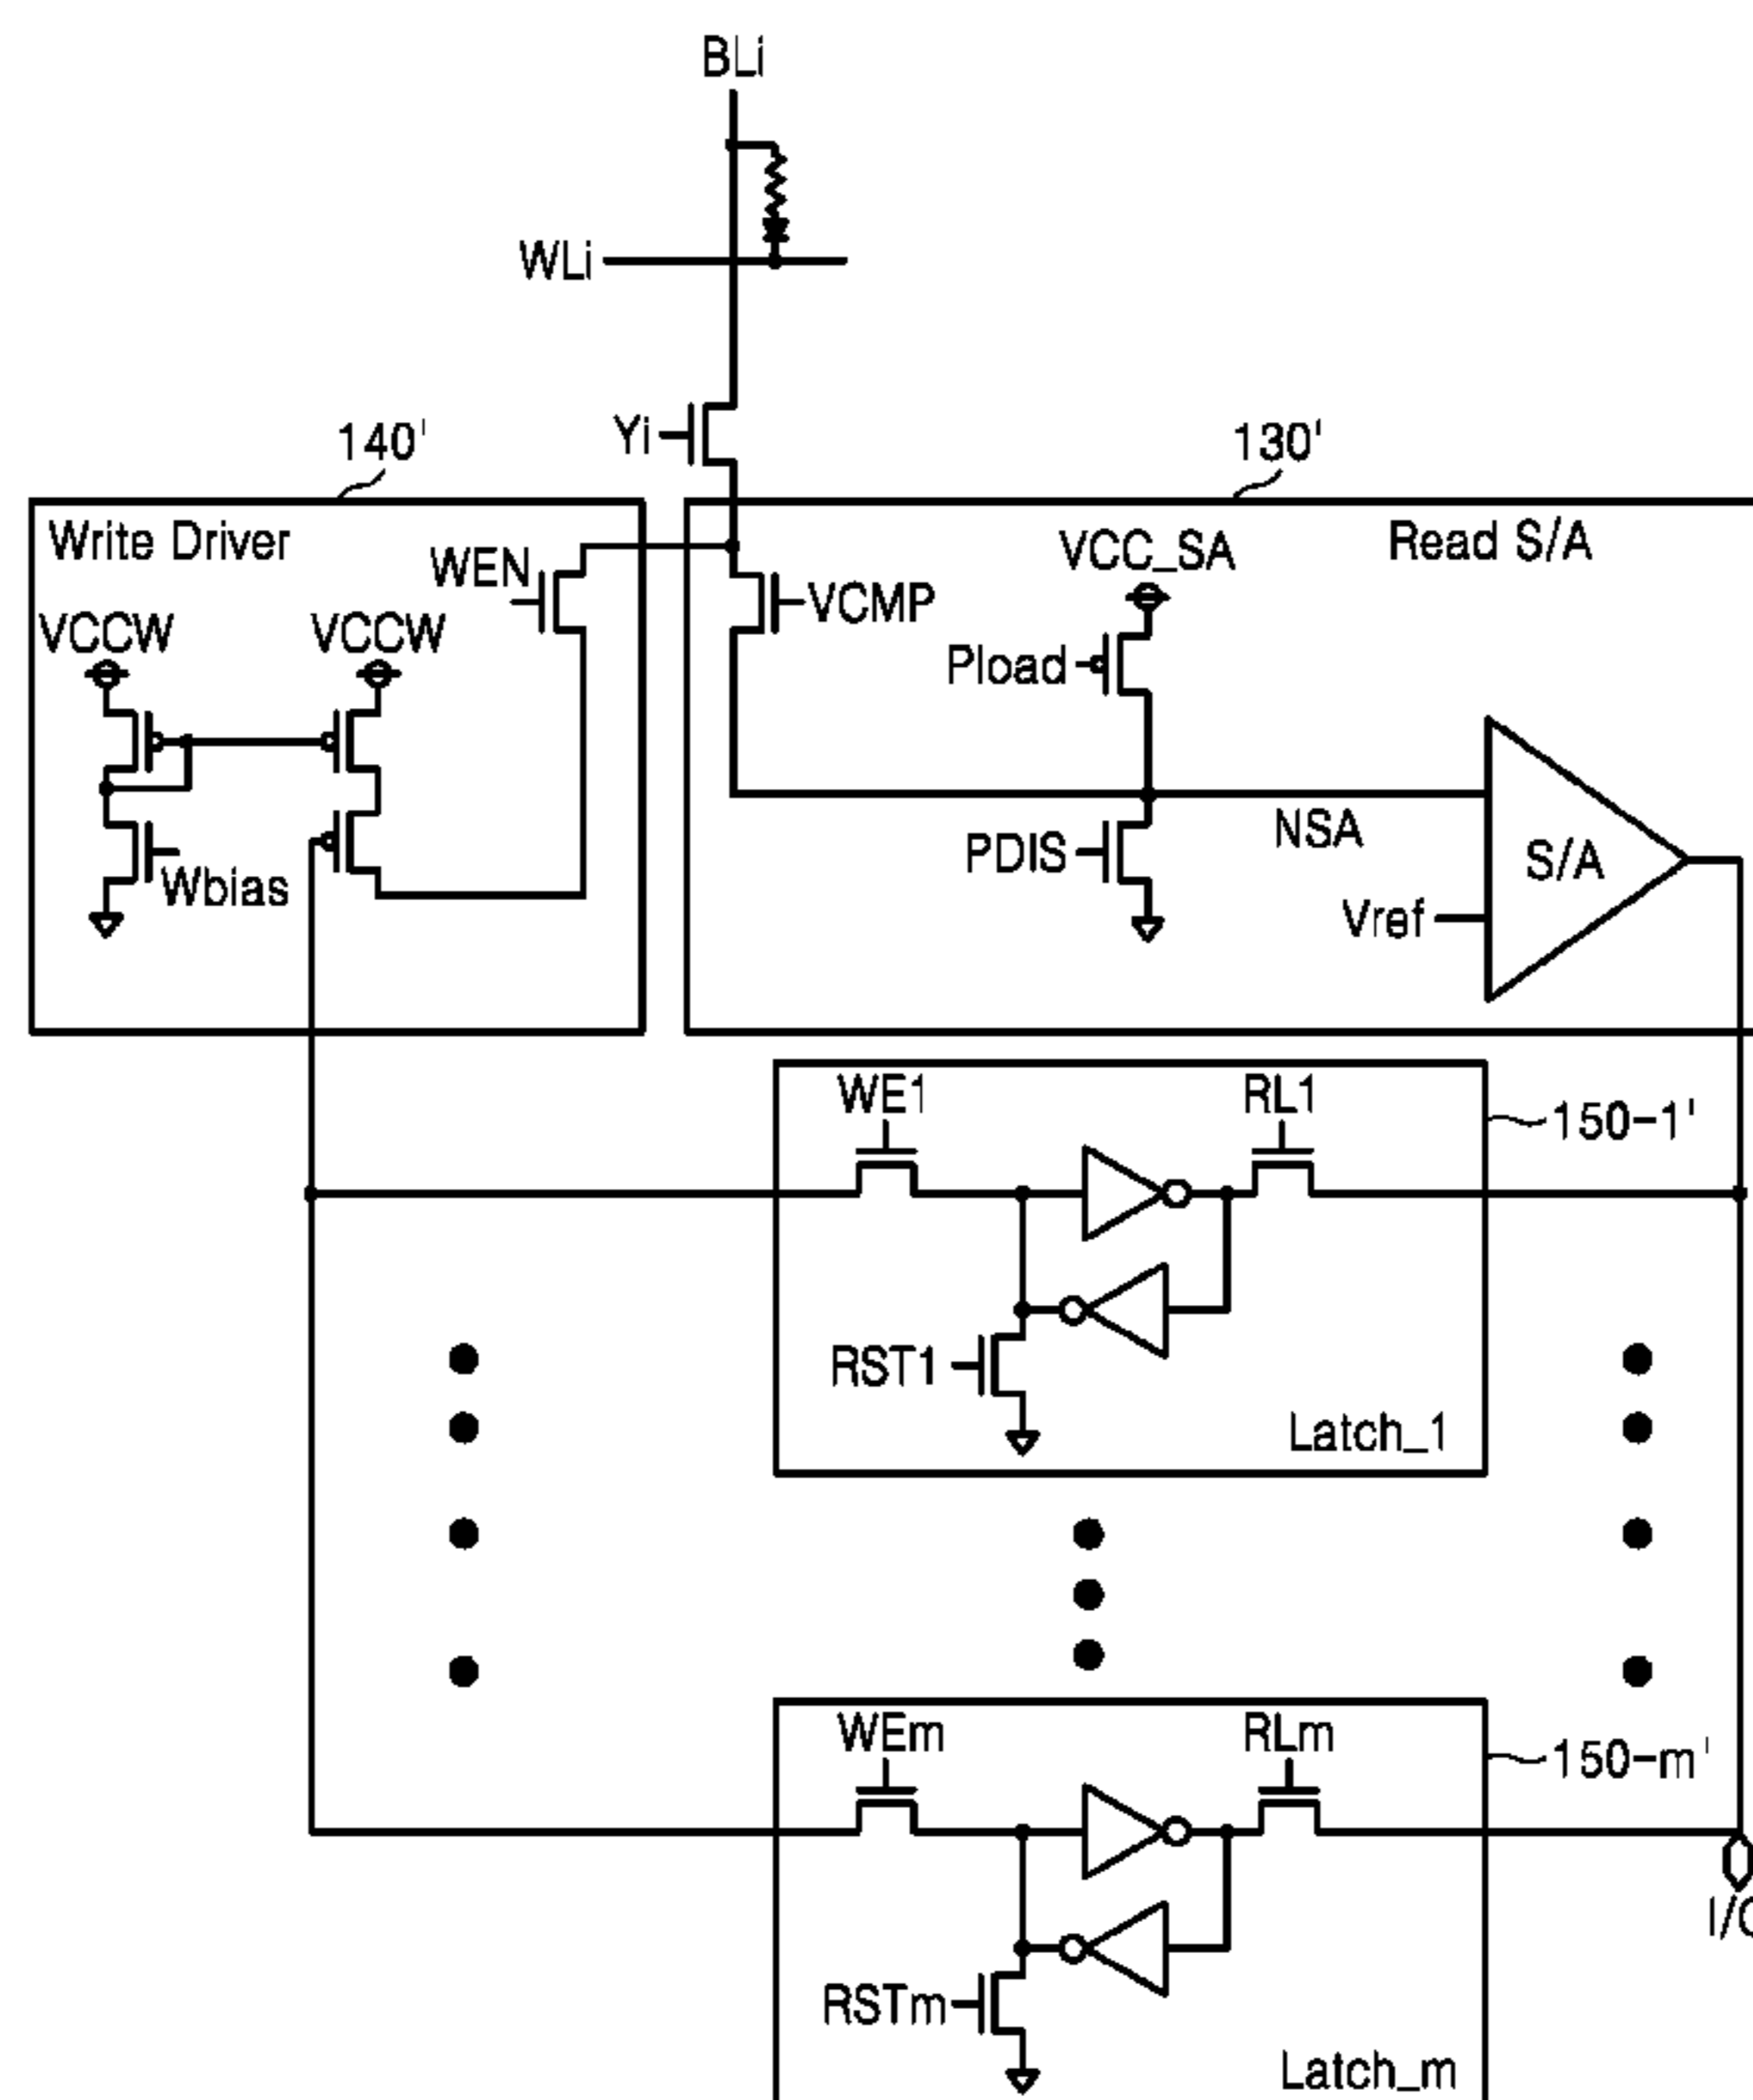 BLi
WLi
Yi
140'
130'
Write Driver
WEN
VCCW
VCCW
Wbias
VCMP
VCC_SA
Read S/A
Pload
PDIS
NSA
S/A
Vref
WE1
RL1
150-1'
RST1
Latch_1
WEm
RLm
150-m'
RSTm
Latch_m